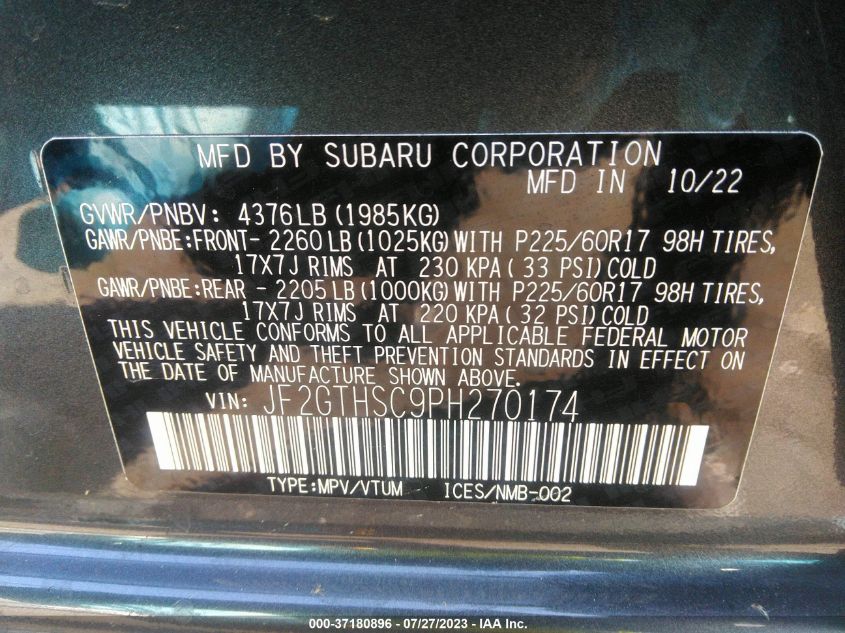 MFD BY SUBARU CORPORATION
MFD IN 10/22
GVWR/PNBV: 4376LB (1985KG)
GAWR/PNBE:FRONT- 2260 LB (1025KG) WITH P225/60R17 98H TIRES,
17X7J RIMS AT 230 KPA ( 33 PSI) COLD
GAWR/PNBE:REAR - 2205 LB (1000KG) WITH P225/60R17 98H TIRES,
17X7J RIMS AT 220 KPA ( 32 PSI) COLD
THIS VEHICLE CONFORMS TO ALL APPLICABLE FEDERAL MOTOR
VEHICLE SAFETY AND THEFT PREVENTION STANDARDS IN EFFECT ON
THE DATE OF MANUFACTURE SHOWN ABOVE.
VIN: JF2GTHSC9PH270174
TYPE:MPV/VTUM ICES/NMB-002
000-37180896 - 07/27/2023 - IAA Inc.